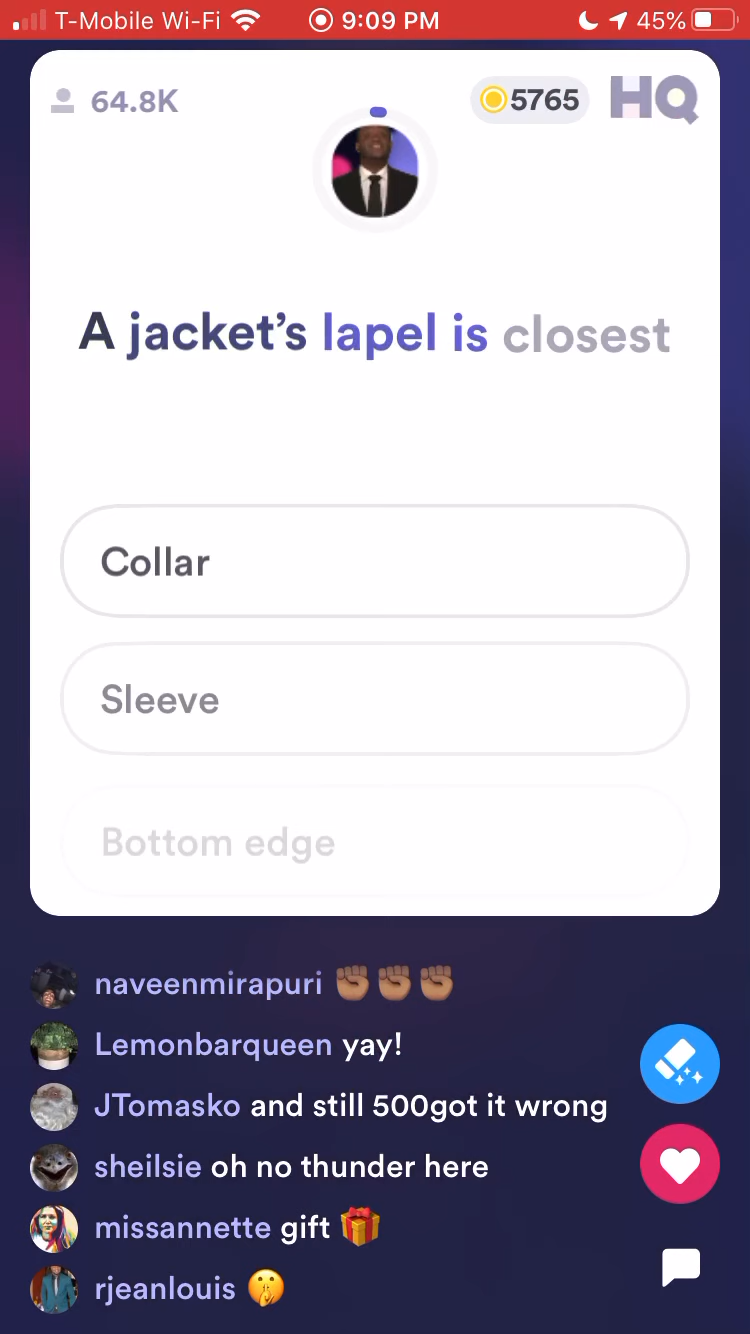 T-Mobile Wi-Fi 9:09 PM 45%
64.8K 5765 HQ
A jacket’s lapel is closest
Collar
Sleeve
Bottom edge
naveenmirapuri ✊🏽✊🏽✊🏽
Lemonbarqueen yay!
JTomasko and still 500got it wrong
sheilsie oh no thunder here
missannette gift 🎁
rjeanlouis 🤫